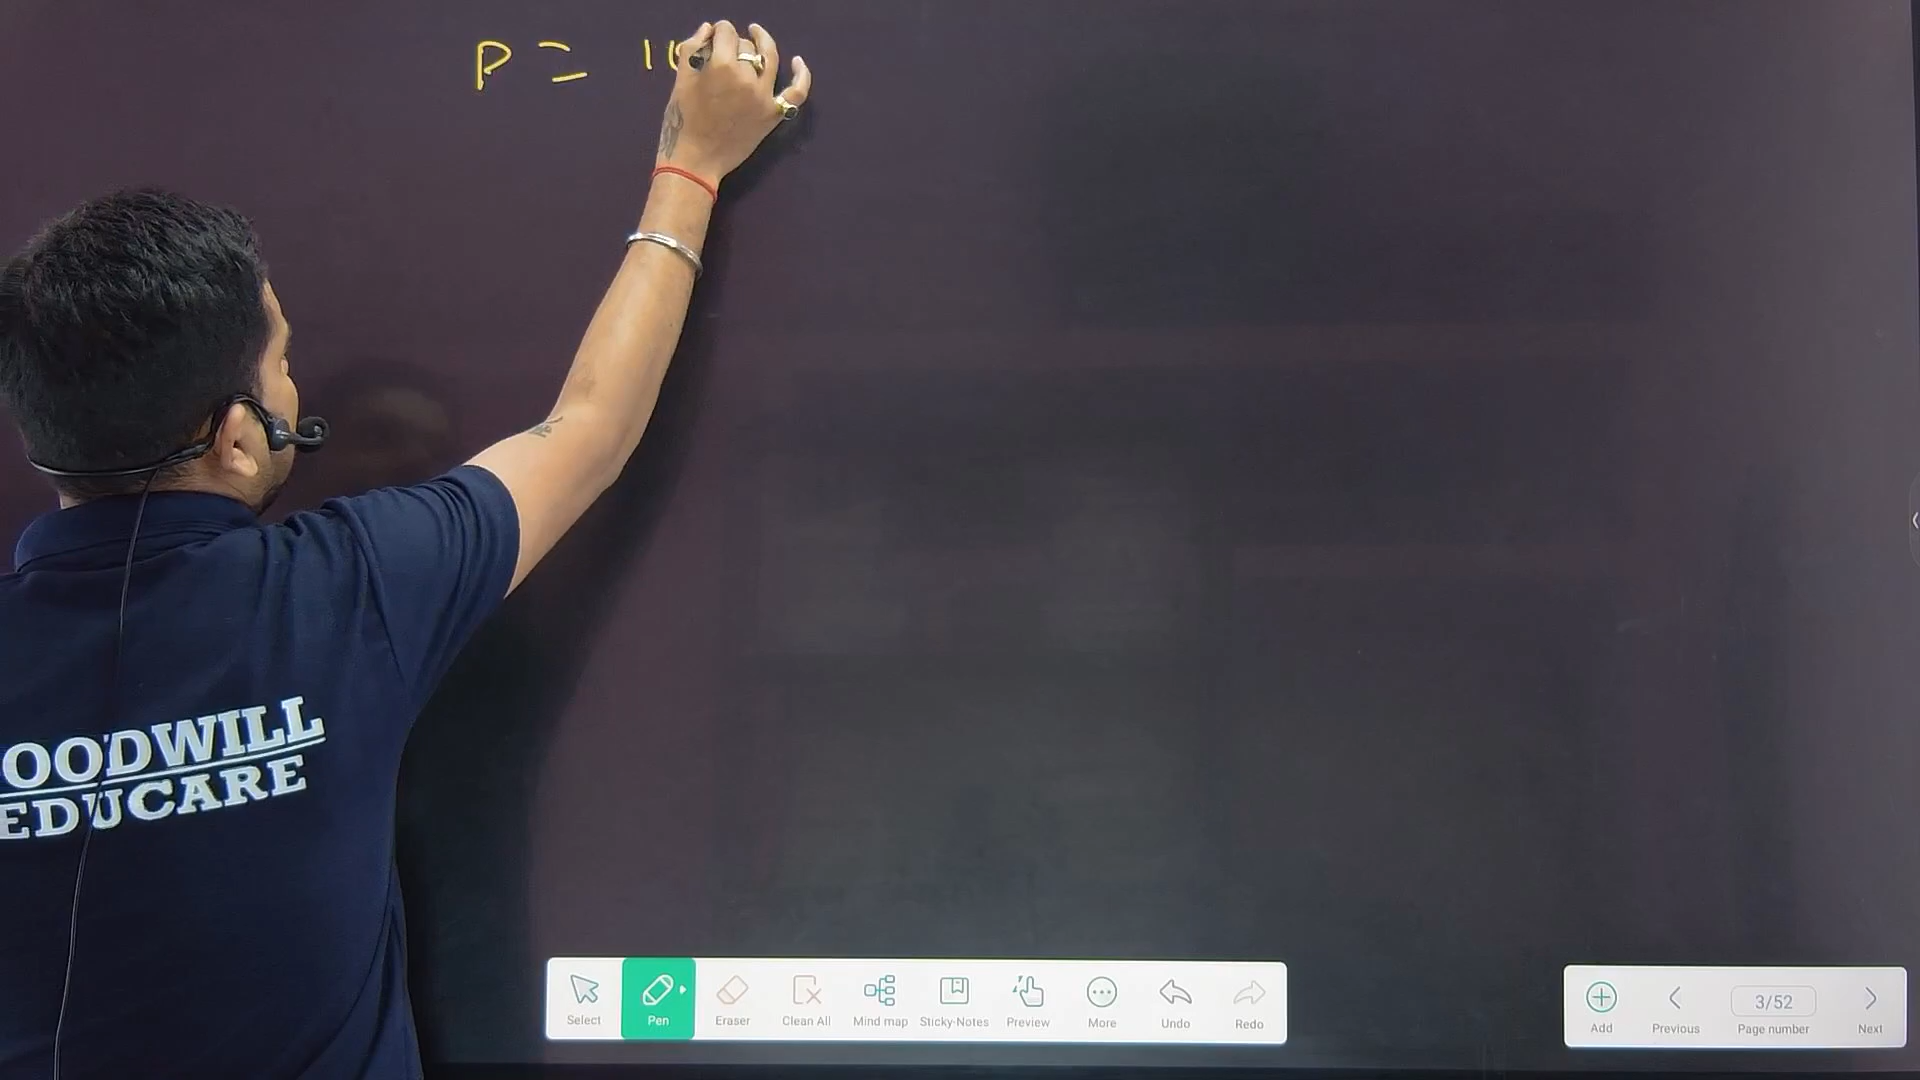 P = 10
OODWILL
EDUCARE
Select
Pen
Eraser
Clean All
Mind map
Sticky-Notes
Preview
More
Undo
Redo
Add
Previous
3/52
Page number
Next